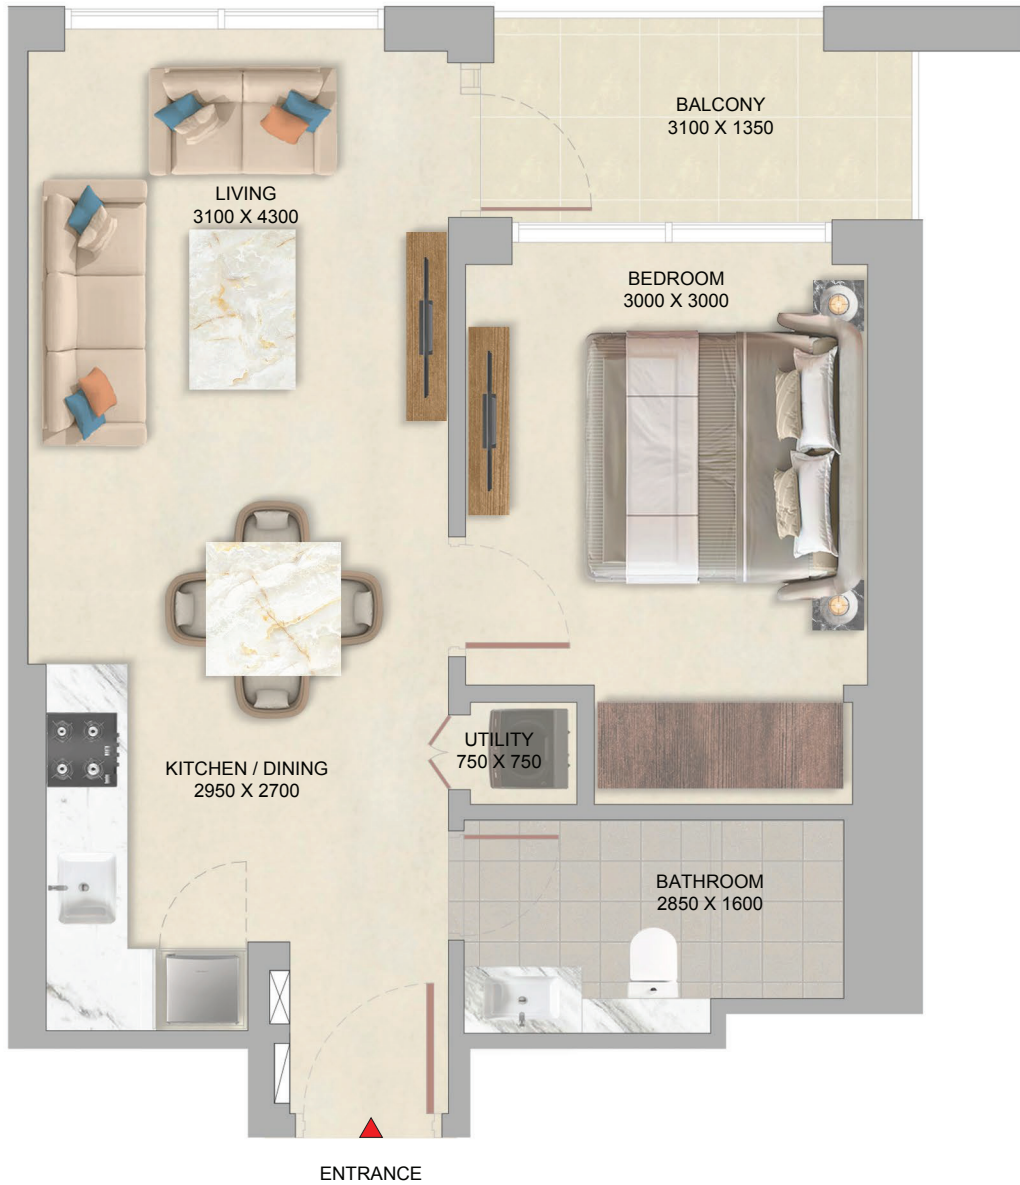 BALCONY
3100 X 1350
LIVING
3100 X 4300
BEDROOM
3000 X 3000
UTILITY
750 X 750
KITCHEN / DINING
2950 X 2700
BATHROOM
2850 X 1600
ENTRANCE